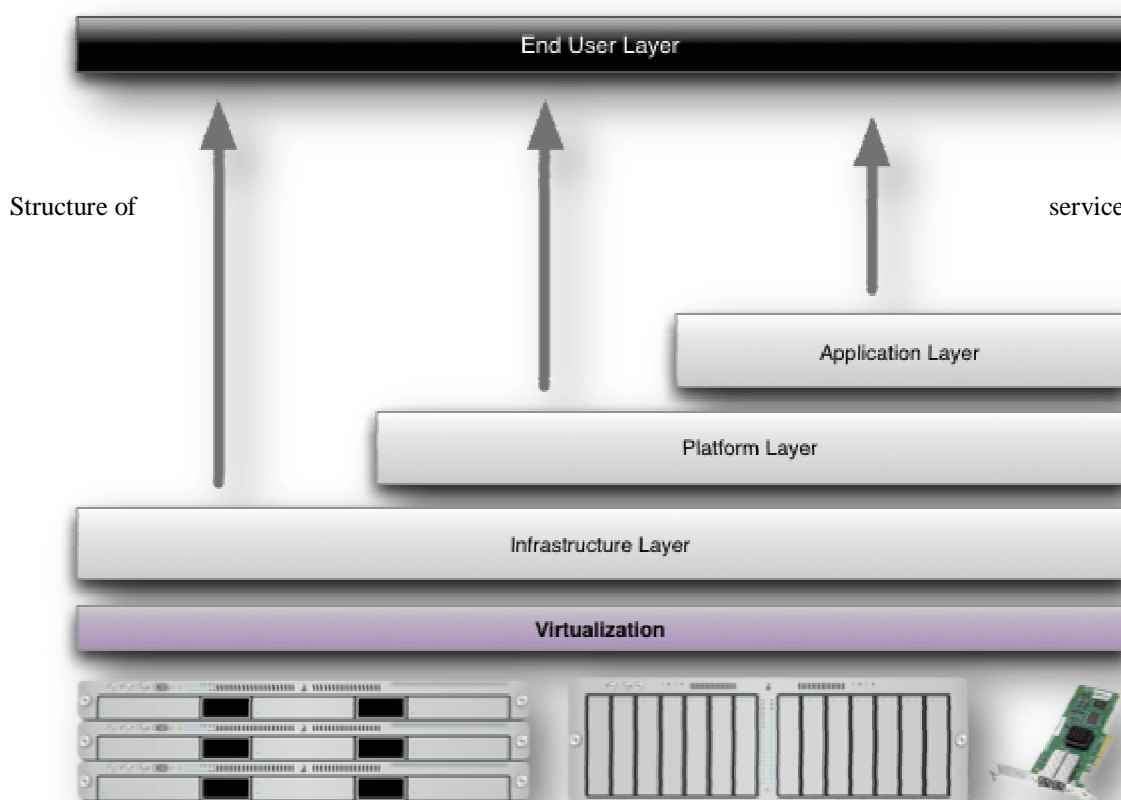 End User Layer
Structure of
service
Application Layer
Platform Layer
Infrastructure Layer
Virtualization